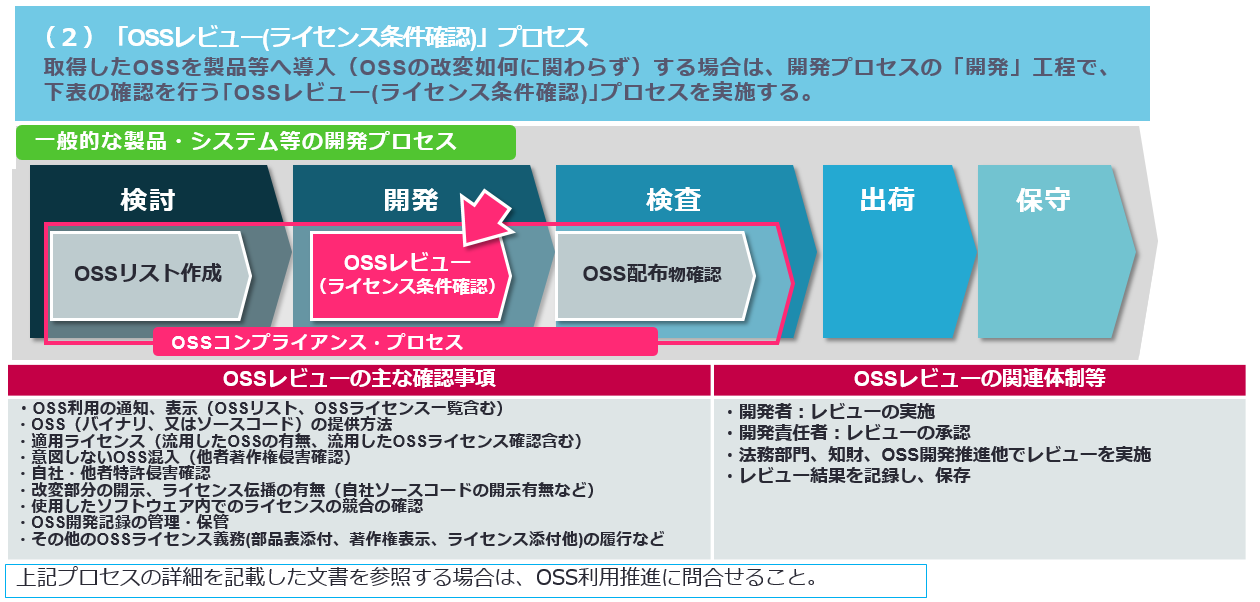 （２）「OSSレビュー(ライセンス条件確認)」プロセス
取得したOSSを製品等へ導入（OSSの改変如何に関わらず）する場合は、開発プロセスの「開発」工程で、
下表の確認を行う「OSSレビュー(ライセンス条件確認)」プロセスを実施する。
一般的な製品・システム等の開発プロセス
検討
開発
検査
出荷
保守
OSSリスト作成
OSSレビュー
（ライセンス条件確認）
OSS配布物確認
OSSコンプライアンス・プロセス
OSSレビューの主な確認事項
・OSS利用の通知、表示（OSSリスト、OSSライセンス一覧含む）
・OSS（バイナリ、又はソースコード）の提供方法
・適用ライセンス（流用したOSSの有無、流用したOSSライセンス確認含む）
・意図しないOSS混入（他者著作権侵害確認）
・自社・他者特許侵害確認
・改変部分の開示、ライセンス伝播の有無（自社ソースコードの開示有無など）
・使用したソフトウェア内でのライセンスの競合の確認
・OSS開発記録の管理・保管
・その他のOSSライセンス義務(部品表添付、著作権表示、ライセンス添付他)の履行など
OSSレビューの関連体制等
・開発者：レビューの実施
・開発責任者：レビューの承認
・法務部門、知財、OSS開発推進他でレビューを実施
・レビュー結果を記録し、保存
上記プロセスの詳細を記載した文書を参照する場合は、OSS利用推進に問合せること。